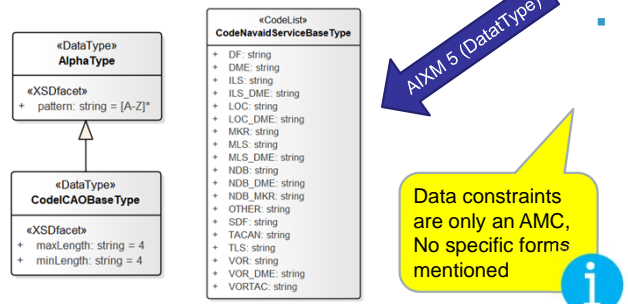 «DataType»
AlphaType
«XSDfacet»
+ pattern: string = [A-Z]*
«DataType»
CodeICAOBaseType
«XSDfacet»
+ maxLength: string = 4
+ minLength: string = 4
«CodeList»
CodeNavaidServiceBaseType
+ DF: string
+ DME: string
+ ILS: string
+ ILS_DME: string
+ LOC: string
+ LOC_DME: string
+ MKR: string
+ MLS: string
+ MLS_DME: string
+ NDB: string
+ NDB_DME: string
+ NDB_MKR: string
+ OTHER: string
+ SDF: string
+ TACAN: string
+ TLS: string
+ VOR: string
+ VOR_DME: string
+ VORTAC: string
AIXM 5 (DatatType)
Data constraints
are only an AMC,
No specific forms
mentioned
i